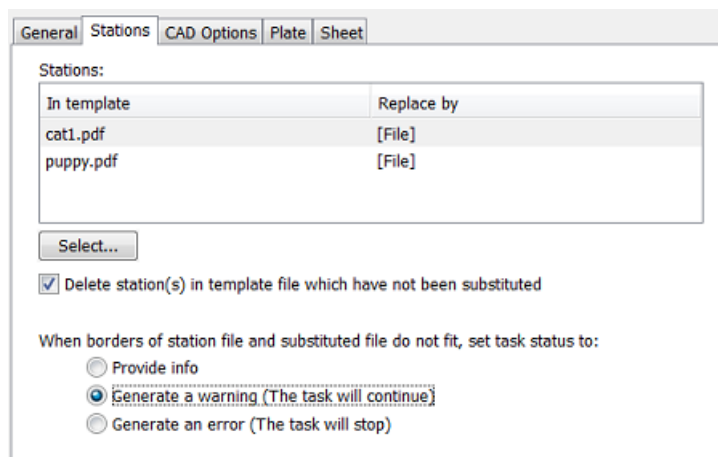 General Stations CAD Options Plate Sheet
Stations:
In template Replace by
cat1.pdf [File]
puppy.pdf [File]
Select...
Delete station(s) in template file which have not been substituted
When borders of station file and substituted file do not fit, set task status to:
Provide info
Generate a warning (The task will continue)
Generate an error (The task will stop)